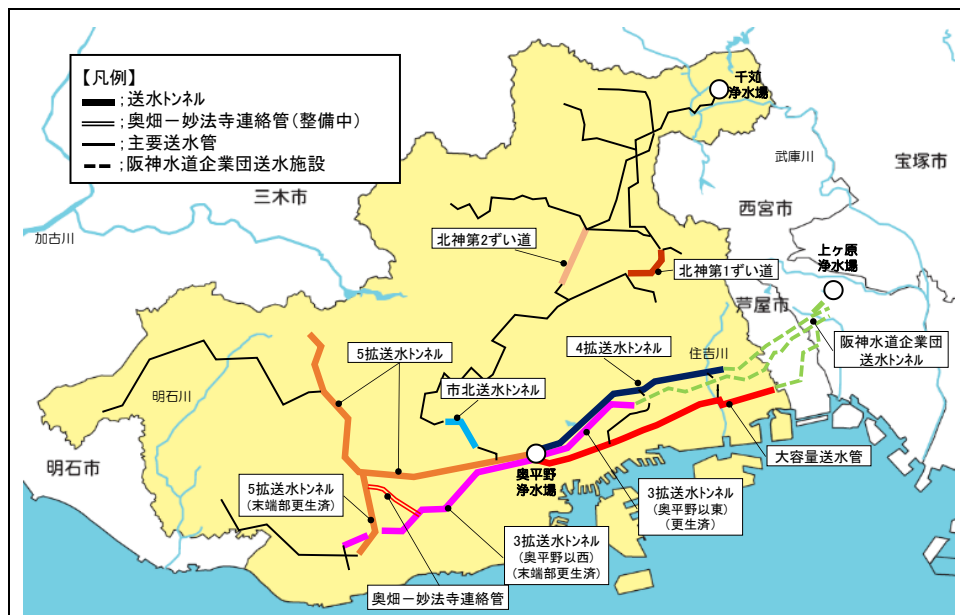 【凡例】
；送水トンネル
；奥畑－妙法寺連絡管（整備中）
；主要送水管
；阪神水道企業団送水施設
千苅
浄水場
武庫川
宝塚市
三木市
西宮市
加古川
北神第2ずい道
上ヶ原
浄水場
北神第1ずい道
芦屋市
5拡送水トンネル
4拡送水トンネル
住吉川
阪神水道企業団
送水トンネル
明石川
市北送水トンネル
明石市
大容量送水管
奥平野
浄水場
5拡送水トンネル
（末端部更生済）
3拡送水トンネル
（奥平野以東）
（更生済）
3拡送水トンネル
（奥平野以西）
（末端部更生済）
奥畑－妙法寺連絡管